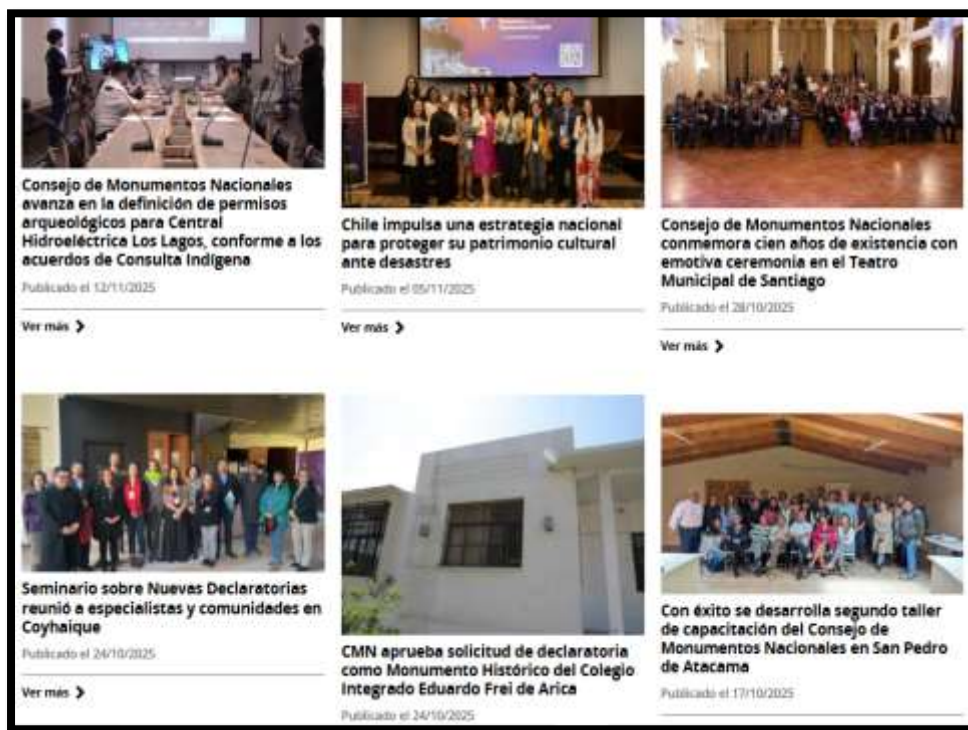 Consejo de Monumentos Nacionales
avanza en la definición de permisos
arqueológicos para Central
Hidroeléctrica Los Lagos, conforme a los
acuerdos de Consulta Indígena
Publicado el 12/11/2025
Ver más
Chile impulsa una estrategia nacional
para proteger su patrimonio cultural
ante desastres
Publicado el 05/11/2025
Ver más
Consejo de Monumentos Nacionales
conmemora cien años de existencia con
emotiva ceremonia en el Teatro
Municipal de Santiago
Publicado el 28/10/2025
Ver más
Seminario sobre Nuevas Declaratorias
reunió a especialistas y comunidades en
Coyhaique
Publicado el 24/10/2025
Ver más
CMN aprueba solicitud de declaratoria
como Monumento Histórico del Colegio
Integrado Eduardo Frei de Arica
Publicado el 24/10/2025
Con éxito se desarrolla segundo taller
de capacitación del Consejo de
Monumentos Nacionales en San Pedro
de Atacama
Publicado el 17/10/2025